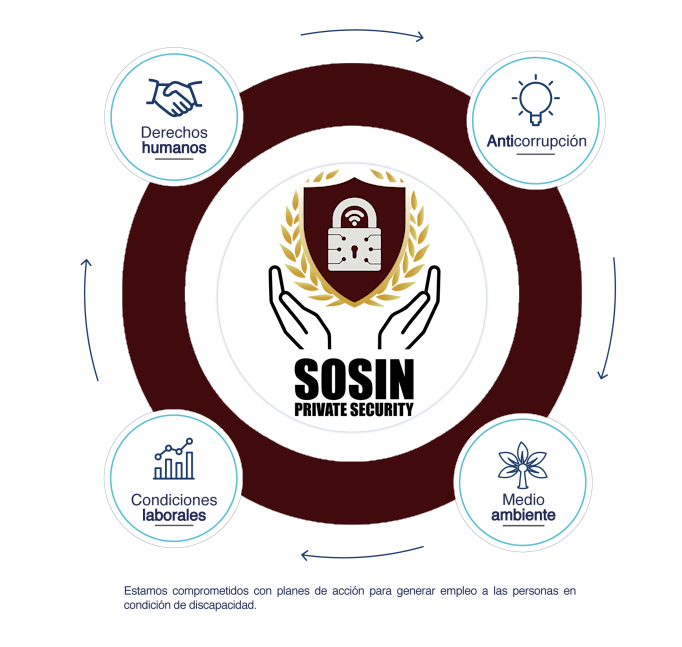 Derechos
humanos
Anticorrupción
SOSIN
PRIVATE SECURITY
Condiciones
laborales
Medio
ambiente
Estamos comprometidos con planes de acción para generar empleo a las personas en
condición de discapacidad.